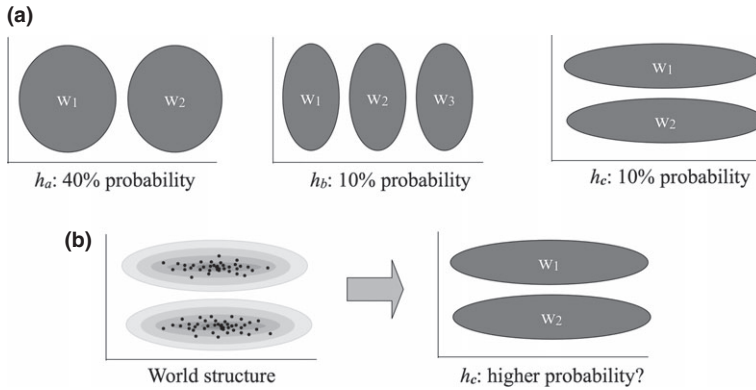 (a)
W1 W2
W1 W2 W3
W1
W2
ha: 40% probability
hb: 10% probability
hc: 10% probability
(b)
W1
W2
World structure
hc: higher probability?